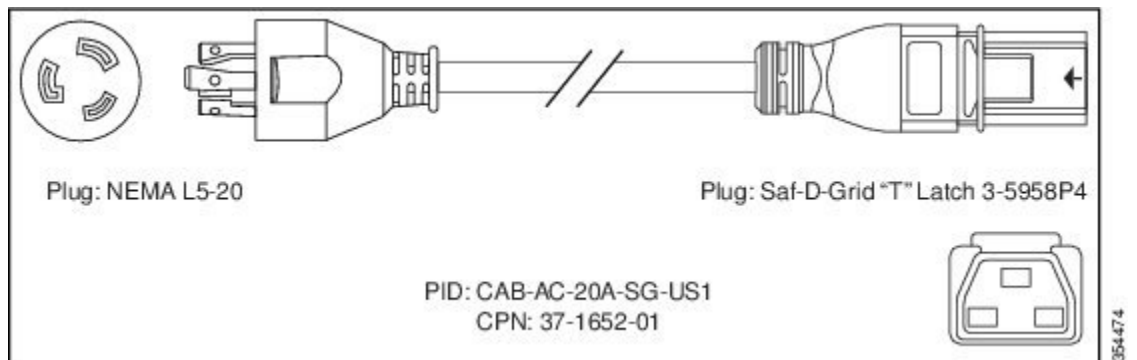 Plug: NEMA L5-20
Plug: Saf-D-Grid “T” Latch 3-5958P4
PID: CAB-AC-20A-SG-US1
CPN: 37-1652-01
354474